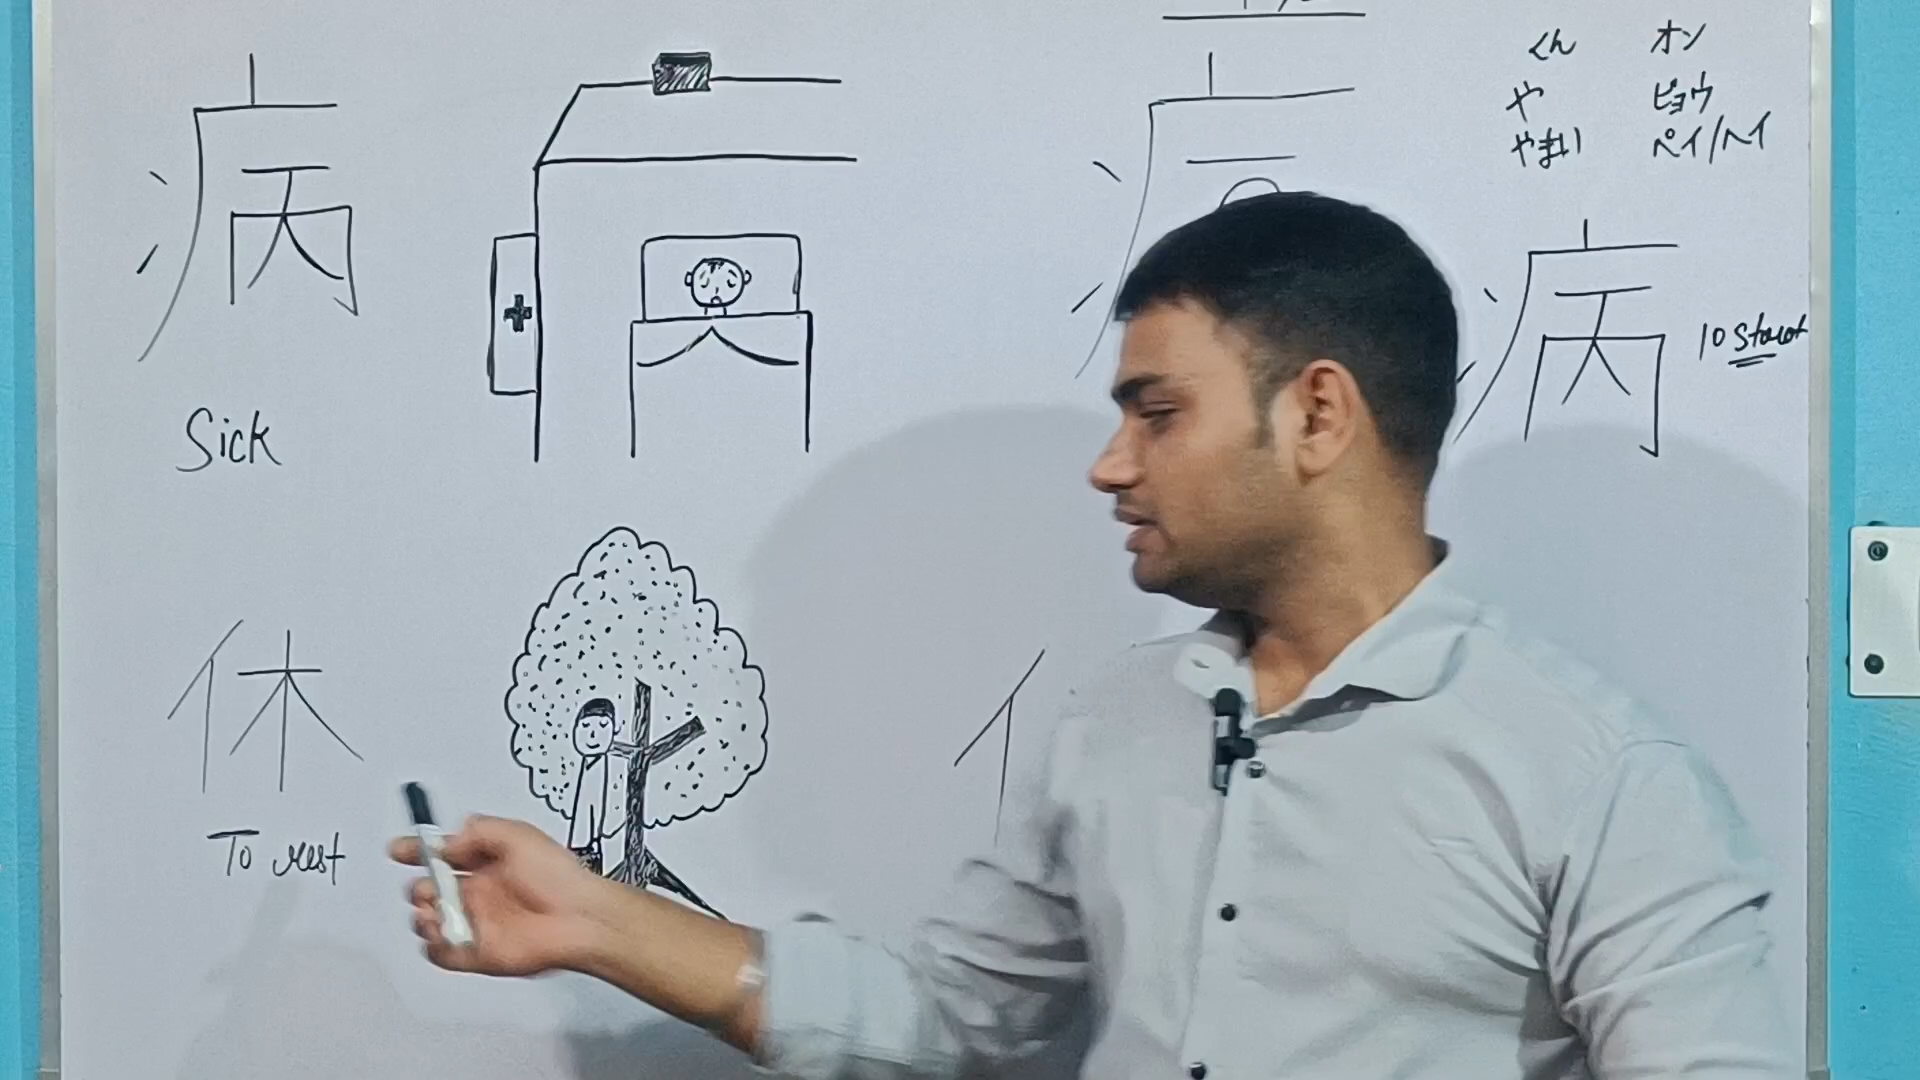 病
Sick
くん オン
や ビョウ
やまい ペイ/ヘイ
病 10
休
To rest